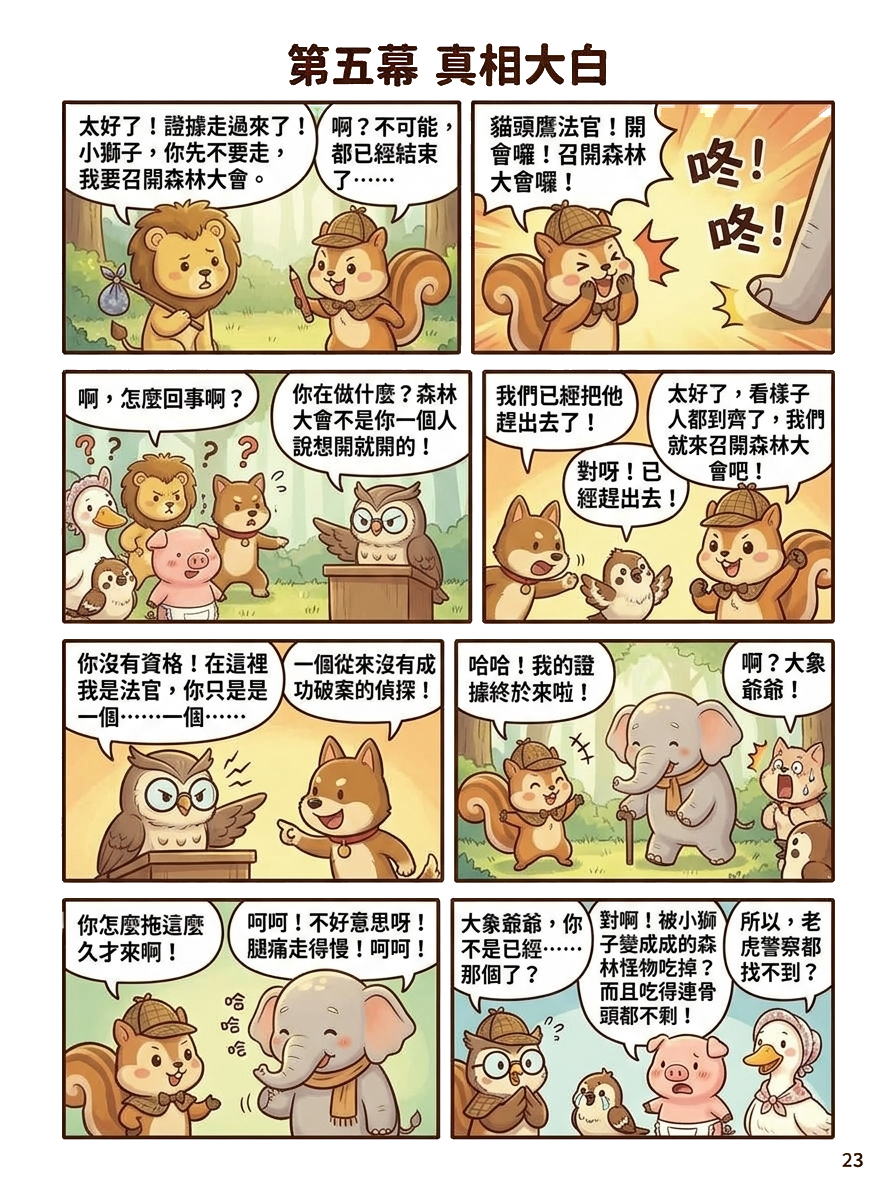 第五幕 真相大白
太好了！證據走過來了！
小獅子，你先不要走，
我要召開森林大會。
啊？不可能，
都已經結束
了⋯⋯
貓頭鷹法官！開
會囉！召開森林
大會囉！
咚！
咚！
啊，怎麼回事啊？
? ? ? ?
你在做什麼？森林
大會不是你一個人
說想開就開的！
我們已經把他
趕出去了！
對呀！已
經趕出去！
太好了，看樣子
人都到齊了，我們
就來召開森林大
會吧！
你沒有資格！在這裡
我是法官，你只是是
一個⋯⋯一個⋯⋯
一個從來沒有成
功破案的偵探！
哈哈！我的證
據終於來啦！
啊？大象
爺爺！
你怎麼拖這麼
久才來啊！
呵呵！不好意思呀！
腿痛走得慢！呵呵！
哈
哈
哈
大象爺爺，你
不是已經⋯⋯
那個了？
對啊！被小獅
子變成成的森
林怪物吃掉？
而且吃得連骨
頭都不剩！
所以，老
虎警察都
找不到？
23